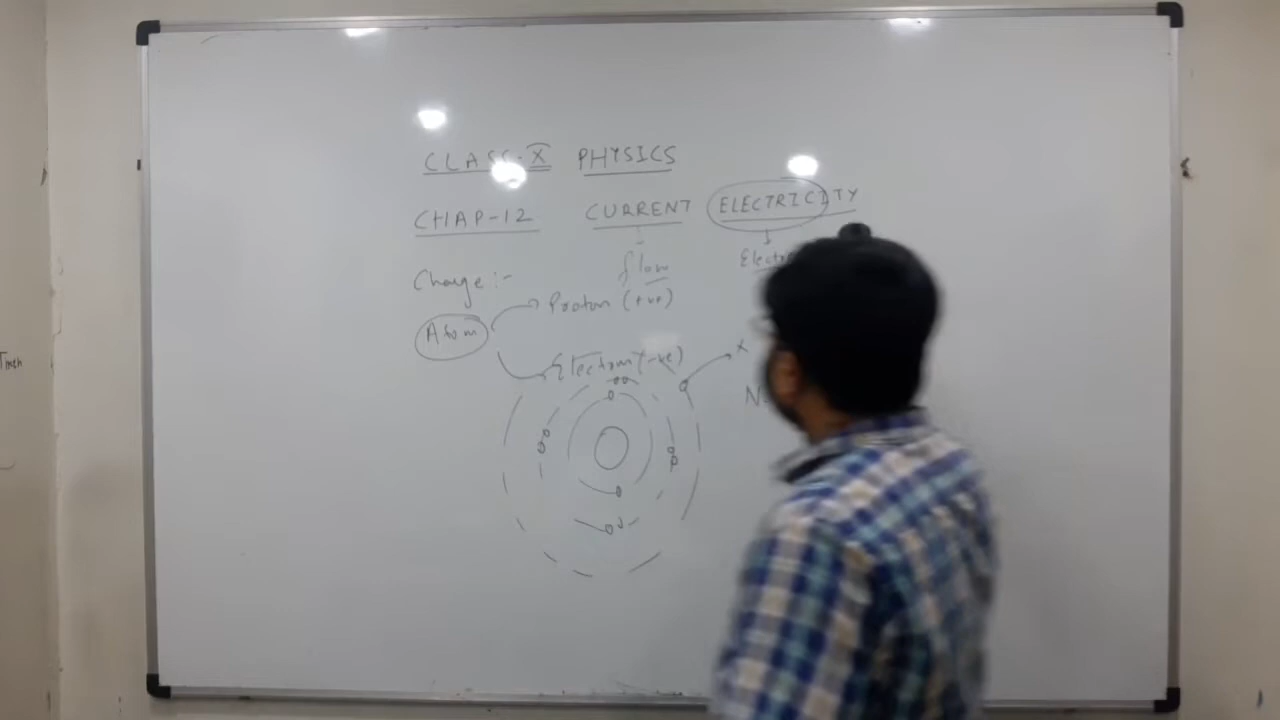 CLASS-X PHYSICS
CHAP-12 CURRENT ELECTRICITY
flow Electr
Charge :-
Proton (+ve)
Atom
Electron (-ve)
x
N